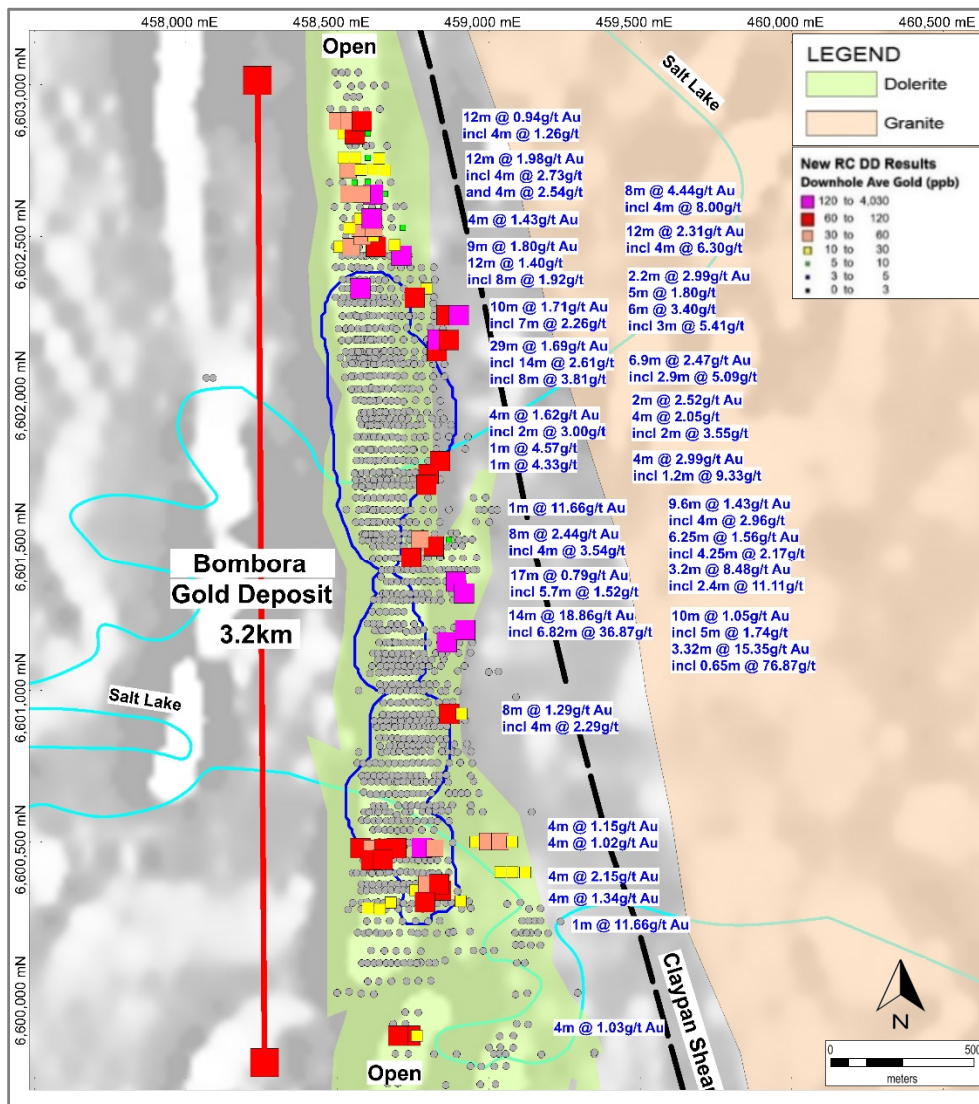 458,000 mE
458,500 mE
459,000 mE
459,500 mE
460,000 mE
460,500 mE
6,603,000 mN
6,602,500 mN
6,602,000 mN
6,601,500 mN
6,601,000 mN
6,600,500 mN
6,600,000 mN
Open
Salt Lake
LEGEND
Dolerite
Granite
New RC DD Results
Downhole Ave Gold (ppb)
120 to 4,030
60 to 120
30 to 60
10 to 30
5 to 10
3 to 5
0 to 3
12m @ 0.94g/t Au
incl 4m @ 1.26g/t
12m @ 1.98g/t Au
incl 4m @ 2.73g/t
and 4m @ 2.54g/t
4m @ 1.43g/t Au
9m @ 1.80g/t Au
12m @ 1.40g/t
incl 8m @ 1.92g/t
10m @ 1.71g/t Au
incl 7m @ 2.26g/t
29m @ 1.69g/t Au
incl 14m @ 2.61g/t
incl 8m @ 3.81g/t
4m @ 1.62g/t Au
incl 2m @ 3.00g/t
1m @ 4.57g/t
1m @ 4.33g/t
1m @ 11.66g/t Au
8m @ 2.44g/t Au
incl 4m @ 3.54g/t
17m @ 0.79g/t Au
incl 5.7m @ 1.52g/t
14m @ 18.86g/t Au
incl 6.82m @ 36.87g/t
8m @ 1.29g/t Au
incl 4m @ 2.29g/t
8m @ 4.44g/t Au
incl 4m @ 8.00g/t
12m @ 2.31g/t Au
incl 4m @ 6.30g/t
2.2m @ 2.99g/t Au
5m @ 1.80g/t
6m @ 3.40g/t
incl 3m @ 5.41g/t
6.9m @ 2.47g/t Au
incl 2.9m @ 5.09g/t
2m @ 2.52g/t Au
4m @ 2.05g/t
incl 2m @ 3.55g/t
4m @ 2.99g/t Au
incl 1.2m @ 9.33g/t
9.6m @ 1.43g/t Au
incl 4m @ 2.96g/t
6.25m @ 1.56g/t Au
incl 4.25m @ 2.17g/t
3.2m @ 8.48g/t Au
incl 2.4m @ 11.11g/t
10m @ 1.05g/t Au
incl 5m @ 1.74g/t
3.32m @ 15.35g/t Au
incl 0.65m @ 76.87g/t
Bombora
Gold Deposit
3.2km
Salt Lake
4m @ 1.15g/t Au
4m @ 1.02g/t Au
4m @ 2.15g/t Au
4m @ 1.34g/t Au
1m @ 11.66g/t Au
4m @ 1.03g/t Au
Claypan Shear
Open
N
0 500
meters